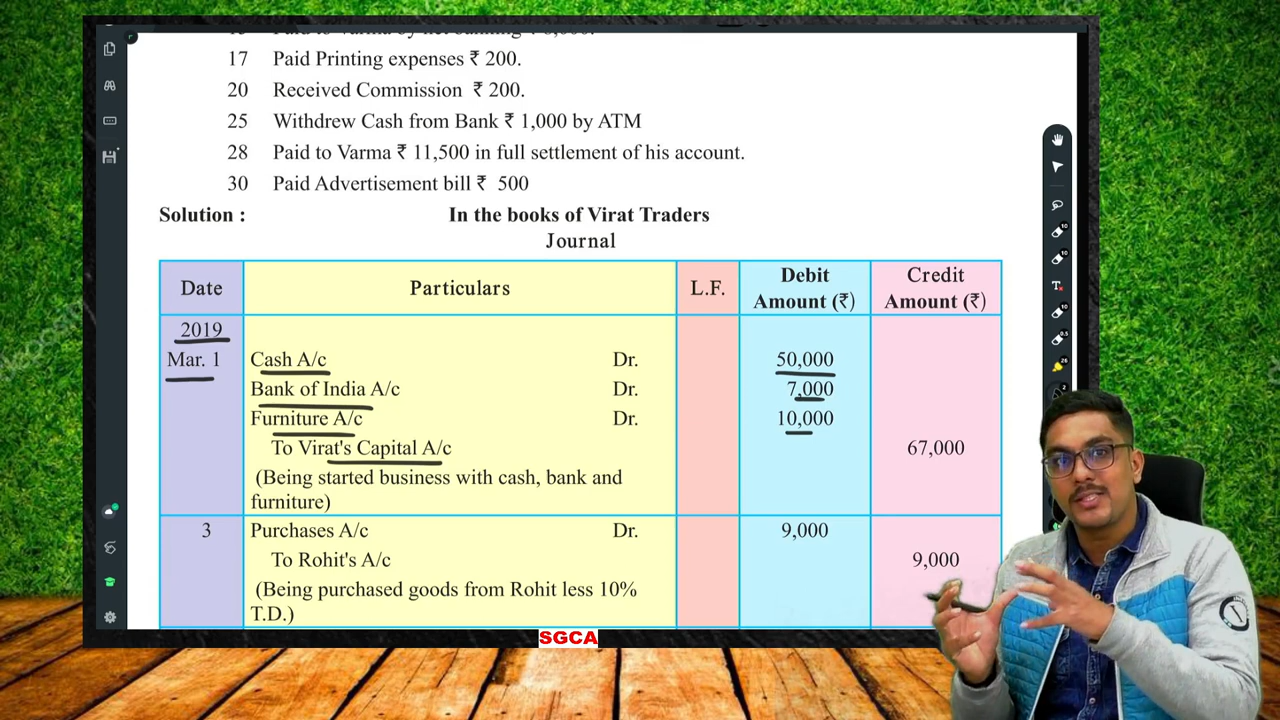 17 Paid Printing expenses ₹ 200.
20 Received Commission ₹ 200.
25 Withdrew Cash from Bank ₹ 1,000 by ATM
28 Paid to Varma ₹ 11,500 in full settlement of his account.
30 Paid Advertisement bill ₹ 500
Solution : In the books of Virat Traders
Journal
Date Particulars L.F. Debit Amount (₹) Credit Amount (₹)
2019
Mar. 1 Cash A/c Dr. 50,000
Bank of India A/c Dr. 7,000
Furniture A/c Dr. 10,000
To Virat's Capital A/c 67,000
(Being started business with cash, bank and
furniture)
3 Purchases A/c Dr. 9,000
To Rohit's A/c 9,000
(Being purchased goods from Rohit less 10%
T.D.)
SGCA